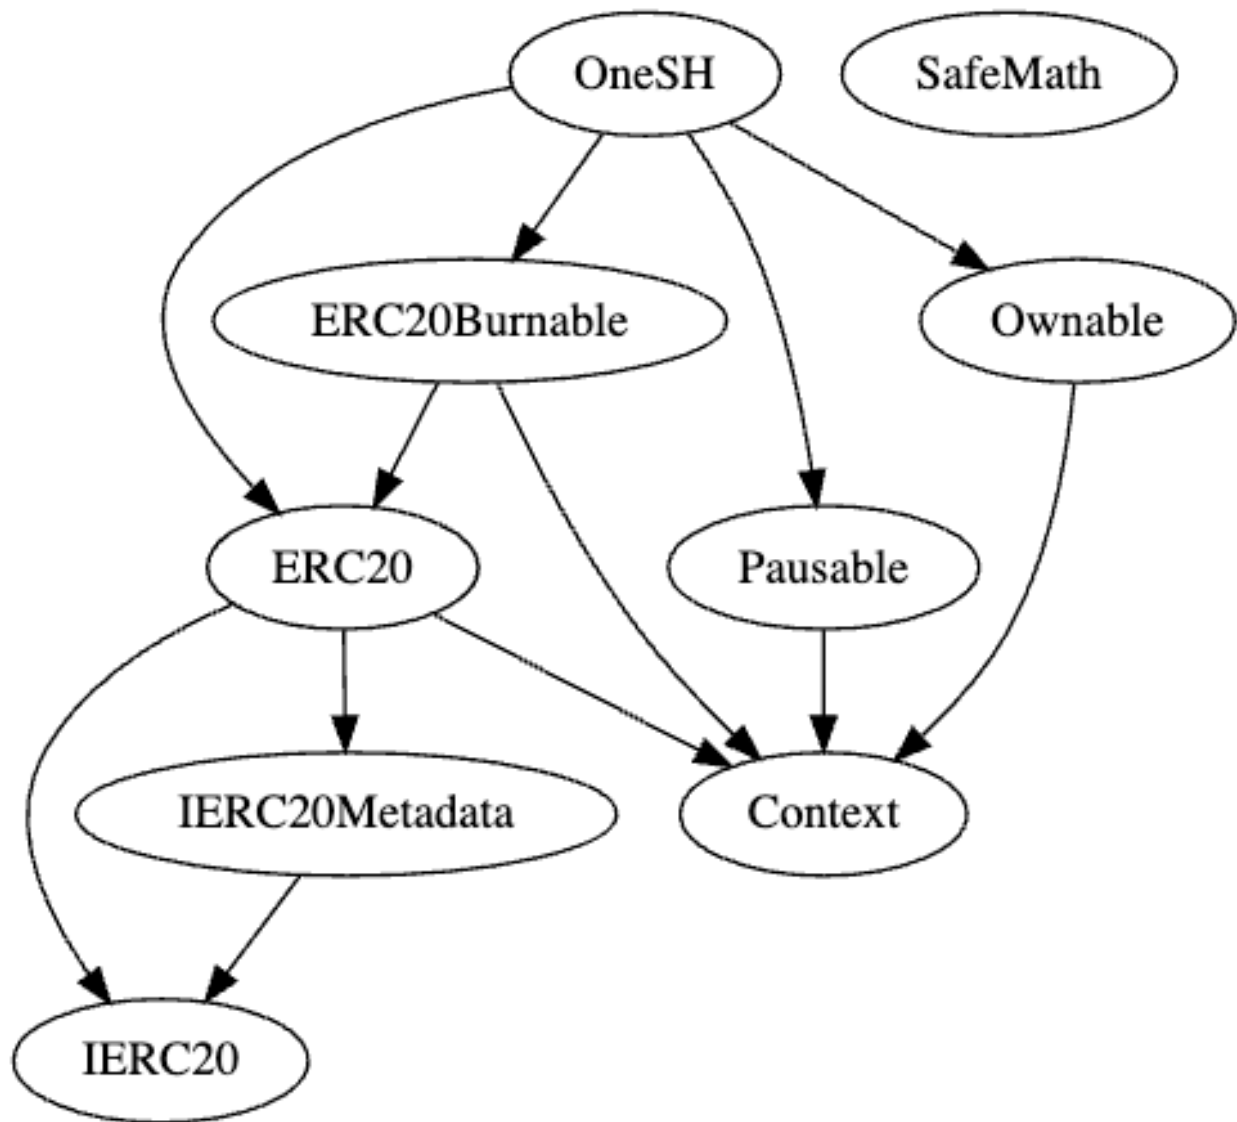 OneSH
SafeMath
ERC20Burnable
Ownable
ERC20
Pausable
IERC20Metadata
Context
IERC20